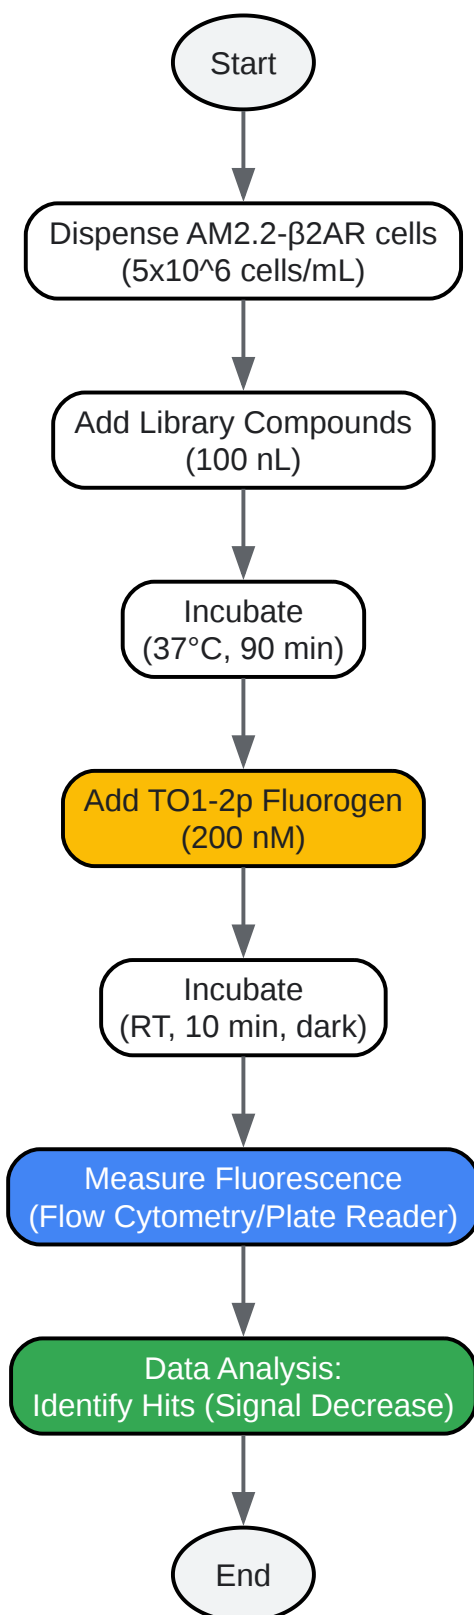 Start
Dispense AM2.2-β2AR cells
(5x10^6 cells/mL)
Add Library Compounds
(100 nL)
Incubate
(37°C, 90 min)
Add TO1-2p Fluorogen
(200 nM)
Incubate
(RT, 10 min, dark)
Measure Fluorescence
(Flow Cytometry/Plate Reader)
Data Analysis:
Identify Hits (Signal Decrease)
End